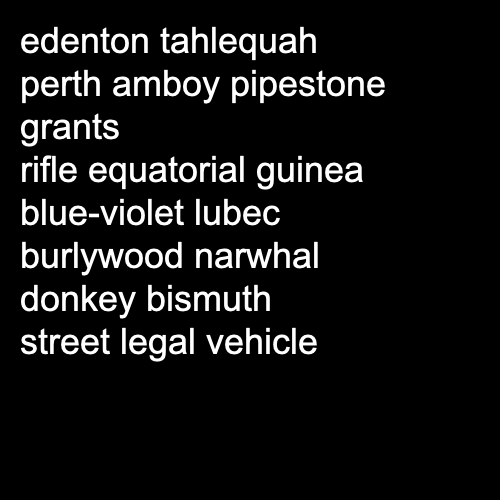 edenton tahlequah
perth amboy pipestone
grants
rifle equatorial guinea
blue-violet lubec
burlywood narwhal
donkey bismuth
street legal vehicle